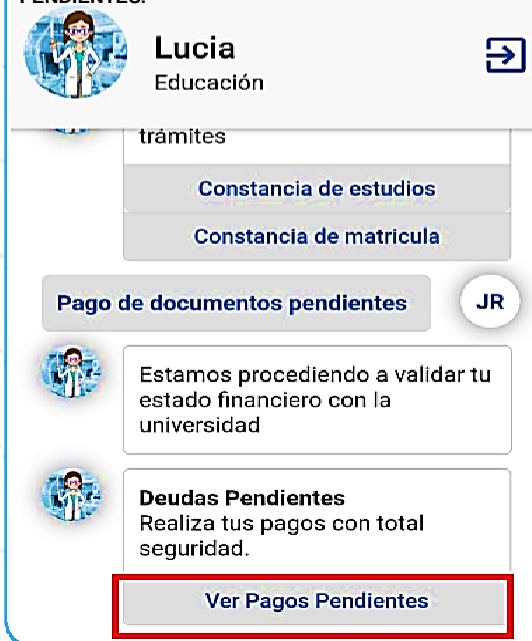 PENDIENTES.
Lucia
Educación
trámites
Constancia de estudios
Constancia de matricula
Pago de documentos pendientes
JR
Estamos procediendo a validar tu
estado financiero con la
universidad
Deudas Pendientes
Realiza tus pagos con total
seguridad.
Ver Pagos Pendientes